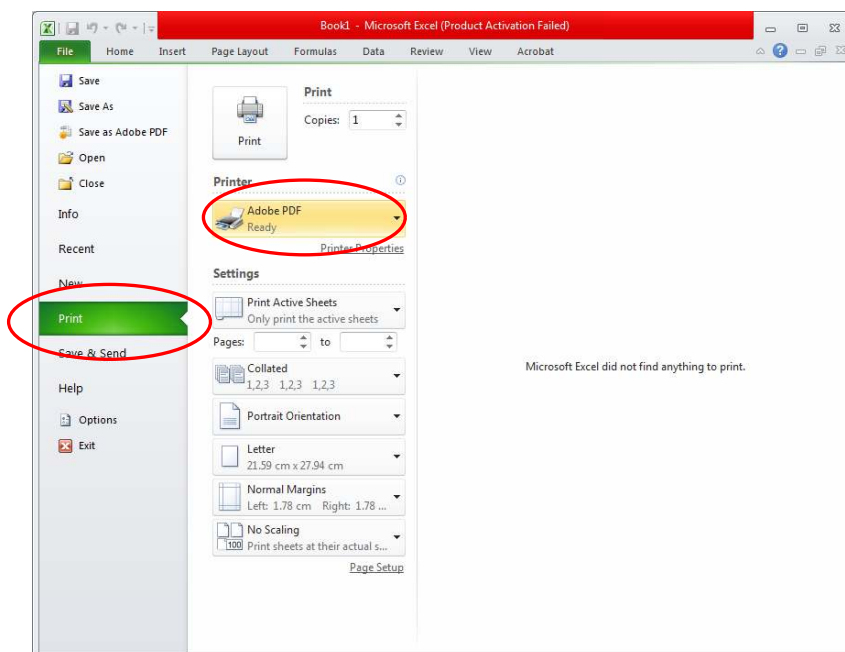 Book1 - Microsoft Excel (Product Activation Failed)
File Home Insert Page Layout Formulas Data Review View Acrobat
Save
Save As
Save as Adobe PDF
Open
Close
Info
Recent
New
Print
Save & Send
Help
Options
Exit
Print
Print
Copies: 1
Printer
Adobe PDF
Ready
Printer Properties
Settings
Print Active Sheets
Only print the active sheets
Pages: to
Collated
1,2,3 1,2,3 1,2,3
Portrait Orientation
Letter
21.59 cm x 27.94 cm
Normal Margins
Left: 1.78 cm Right: 1.78 ...
No Scaling
100 Print sheets at their actual s...
Page Setup
Microsoft Excel did not find anything to print.